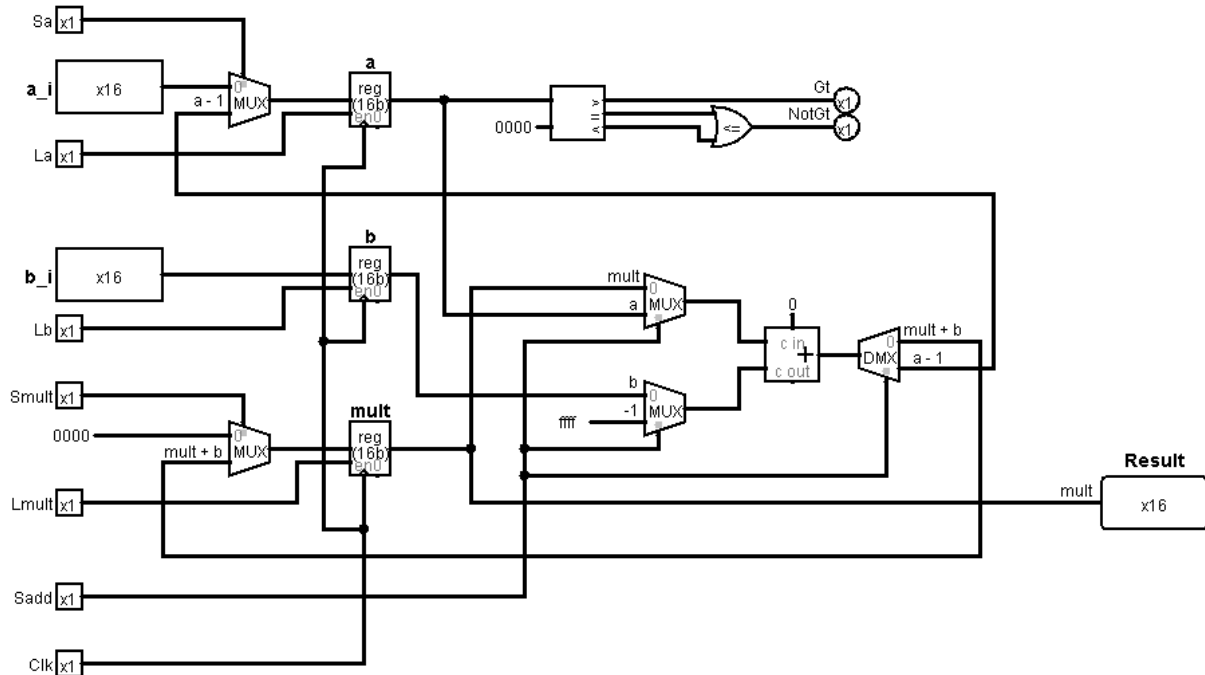 Sa x1
a_i x16
0
MUX
a - 1
a
reg
(16b)
en0
La x1
0000
>
=
<
<=
Gt
x1
NotGt
x1
b_i x16
b
reg
(16b)
en0
Lb x1
Smult x1
0000
0
MUX
mult + b
mult
reg
(16b)
en0
Lmult x1
mult
0
a
MUX
b
0
-1
MUX
ffff
0
c in
+
c out
DMX
0
mult + b
a - 1
Result
mult
x16
Sadd x1
Clk x1